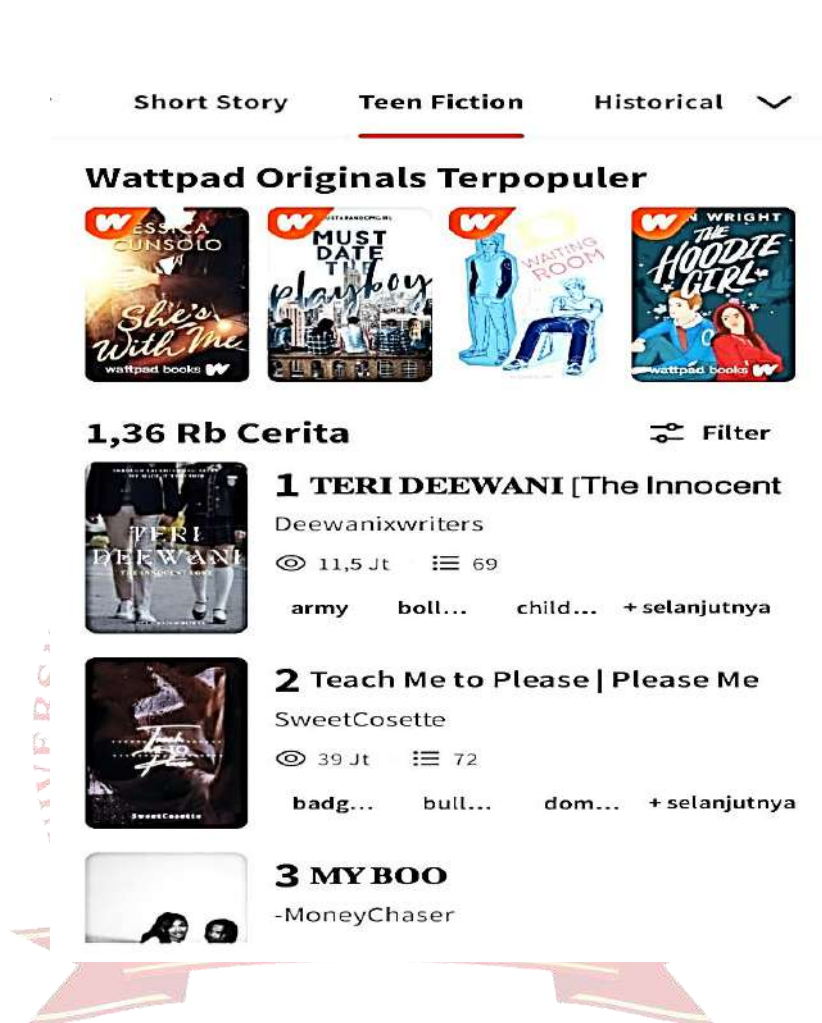 Short Story Teen Fiction Historical
Wattpad Originals Terpopuler
ESSICA
CUNSOLO
She's
With Me
wattpad books
MUST
DATE
THE
playboy
WAITING
ROOM
N WRIGHT
THE
HOODIE
GIRL
wattpad books
1,36 Rb Cerita Filter
TERI
DEEWANI
1 TERI DEEWANI [The Innocent
Deewanixwriters
11,5 Jt 69
army boll... child... + selanjutnya
SweetCosette
2 Teach Me to Please | Please Me
SweetCosette
39 Jt 72
badg... bull... dom... + selanjutnya
3 MY BOO
-MoneyChaser